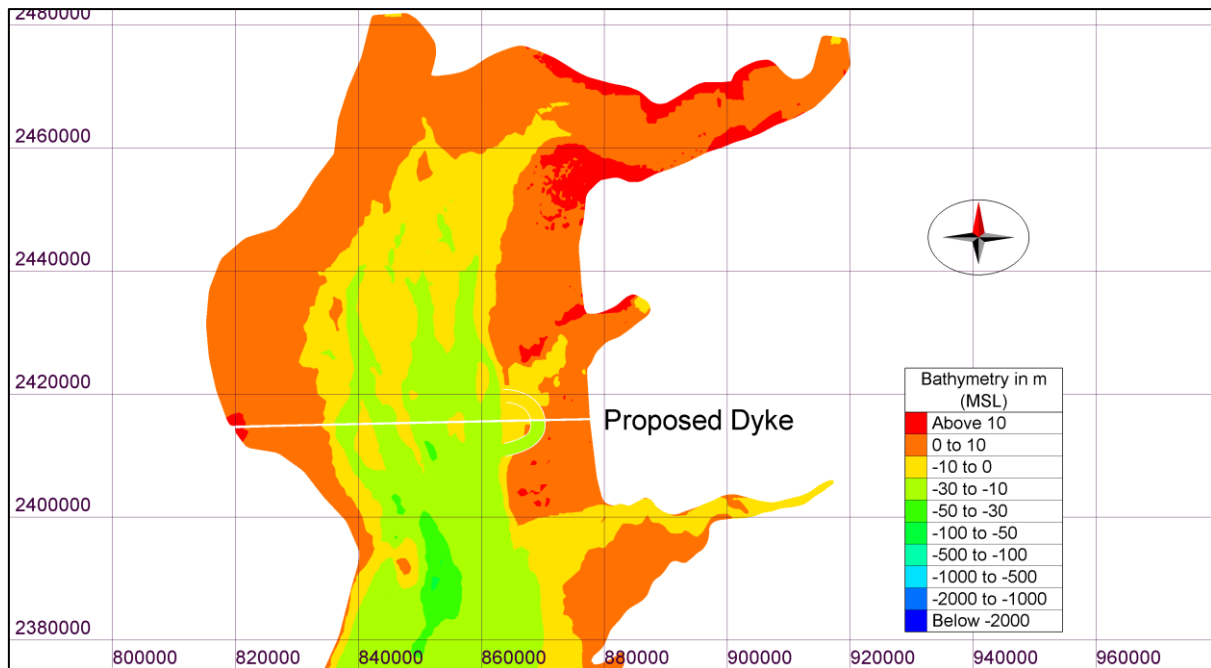 2480000
2460000
2440000
2420000
Proposed Dyke
2400000
2380000
800000 820000 840000 860000 880000 900000 920000 940000 960000
Bathymetry in m
(MSL)
Above 10
0 to 10
-10 to 0
-30 to -10
-50 to -30
-100 to -50
-500 to -100
-1000 to -500
-2000 to -1000
Below -2000